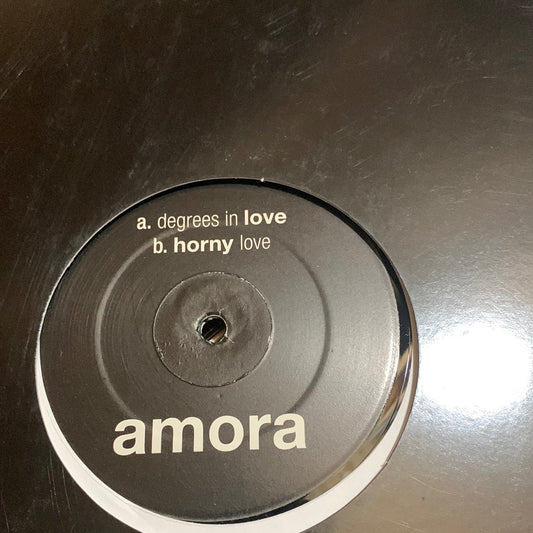 a. degrees in love
b. horny love
amora